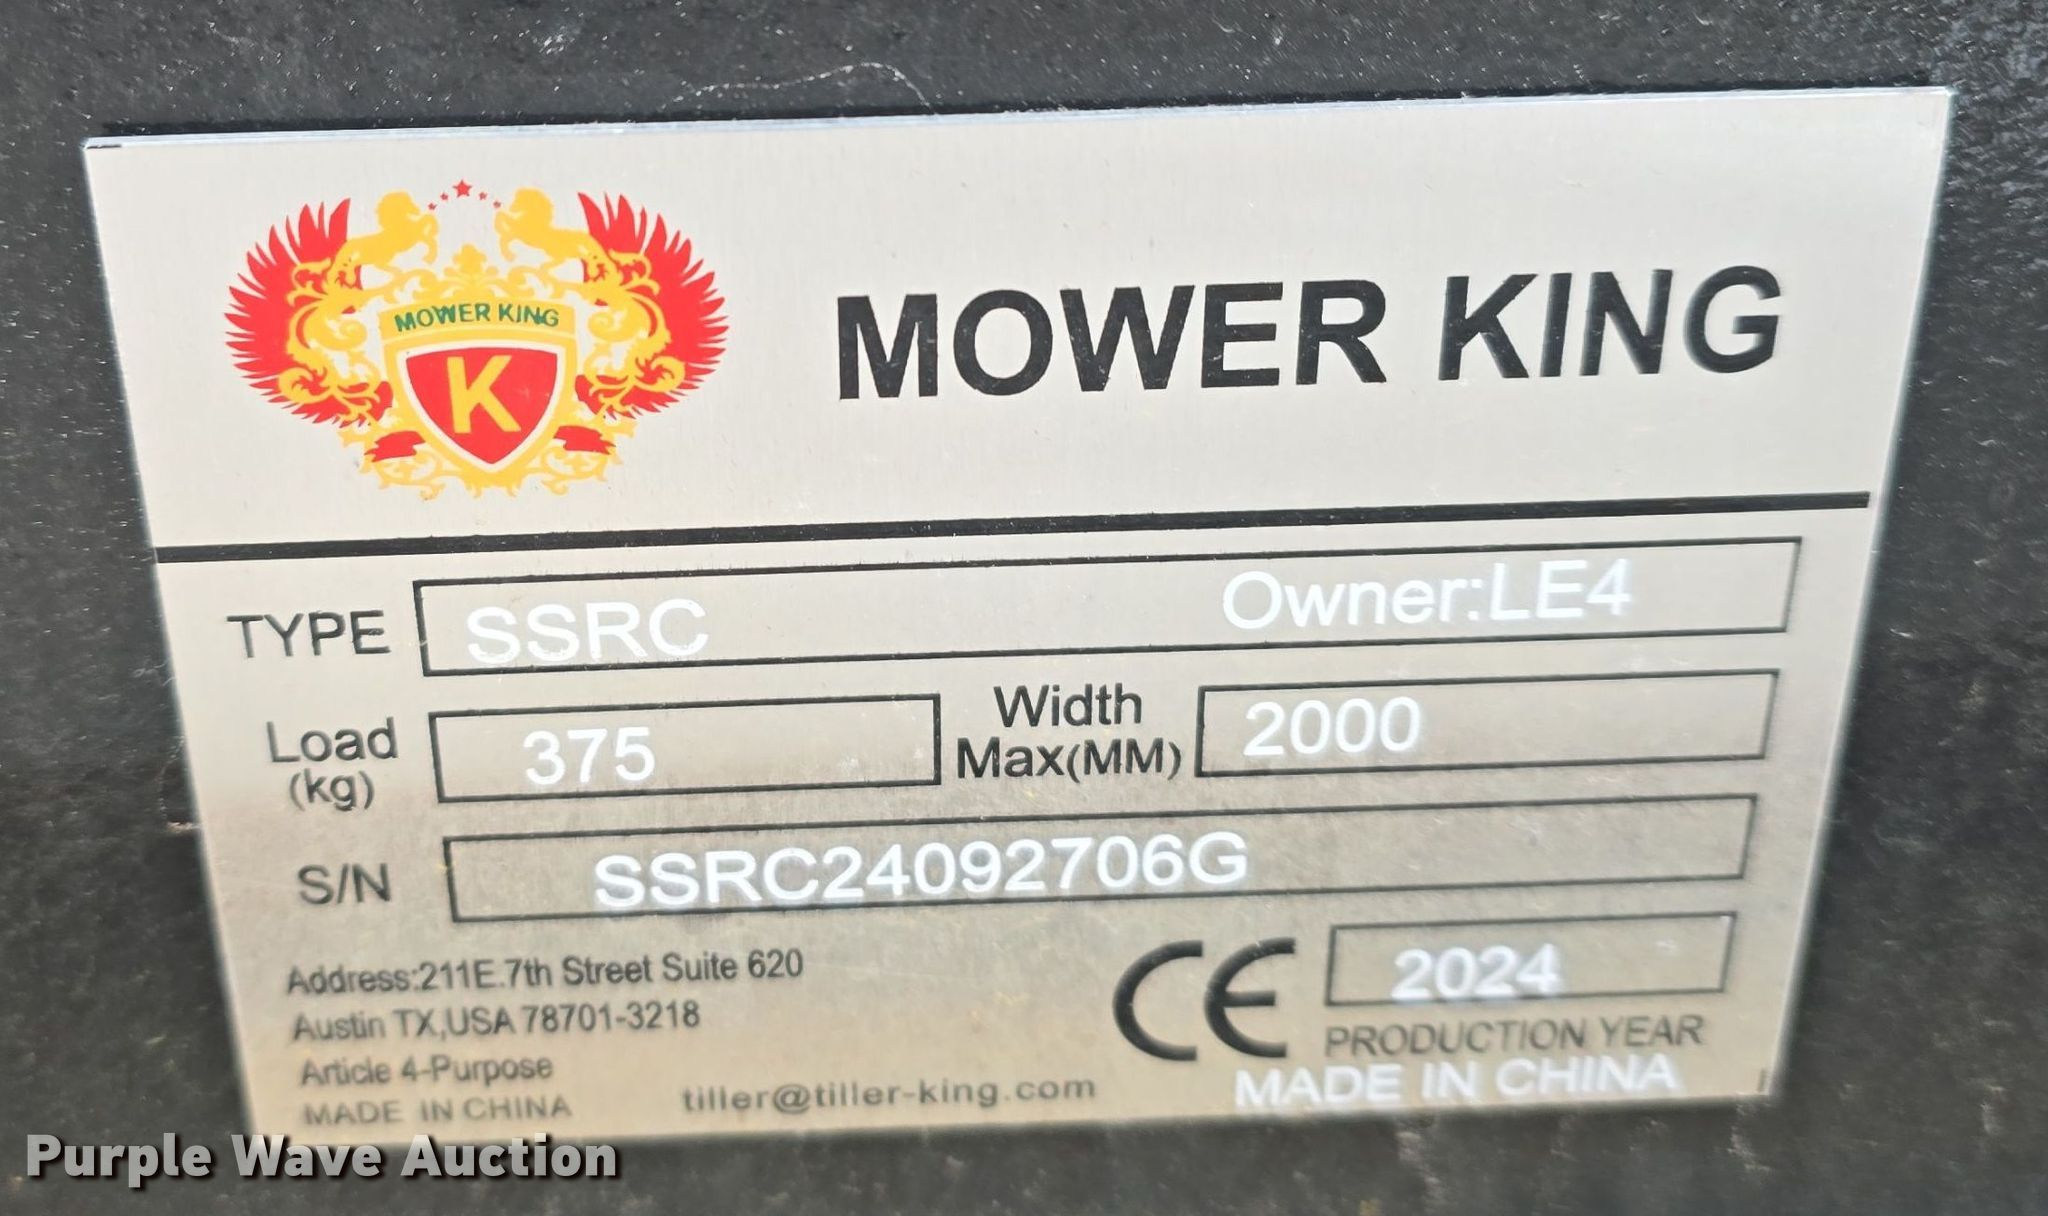 MOWER KING
K
MOWER KING
TYPE SSRC Owner:LE4
Load (kg) 375 Width Max(MM) 2000
S/N SSRC24092706G
Address:211E.7th Street Suite 620
Austin TX,USA 78701-3218
Article 4-Purpose
MADE IN CHINA
tiller@tiller-king.com
CE
2024
PRODUCTION YEAR
MADE IN CHINA
Purple Wave Auction